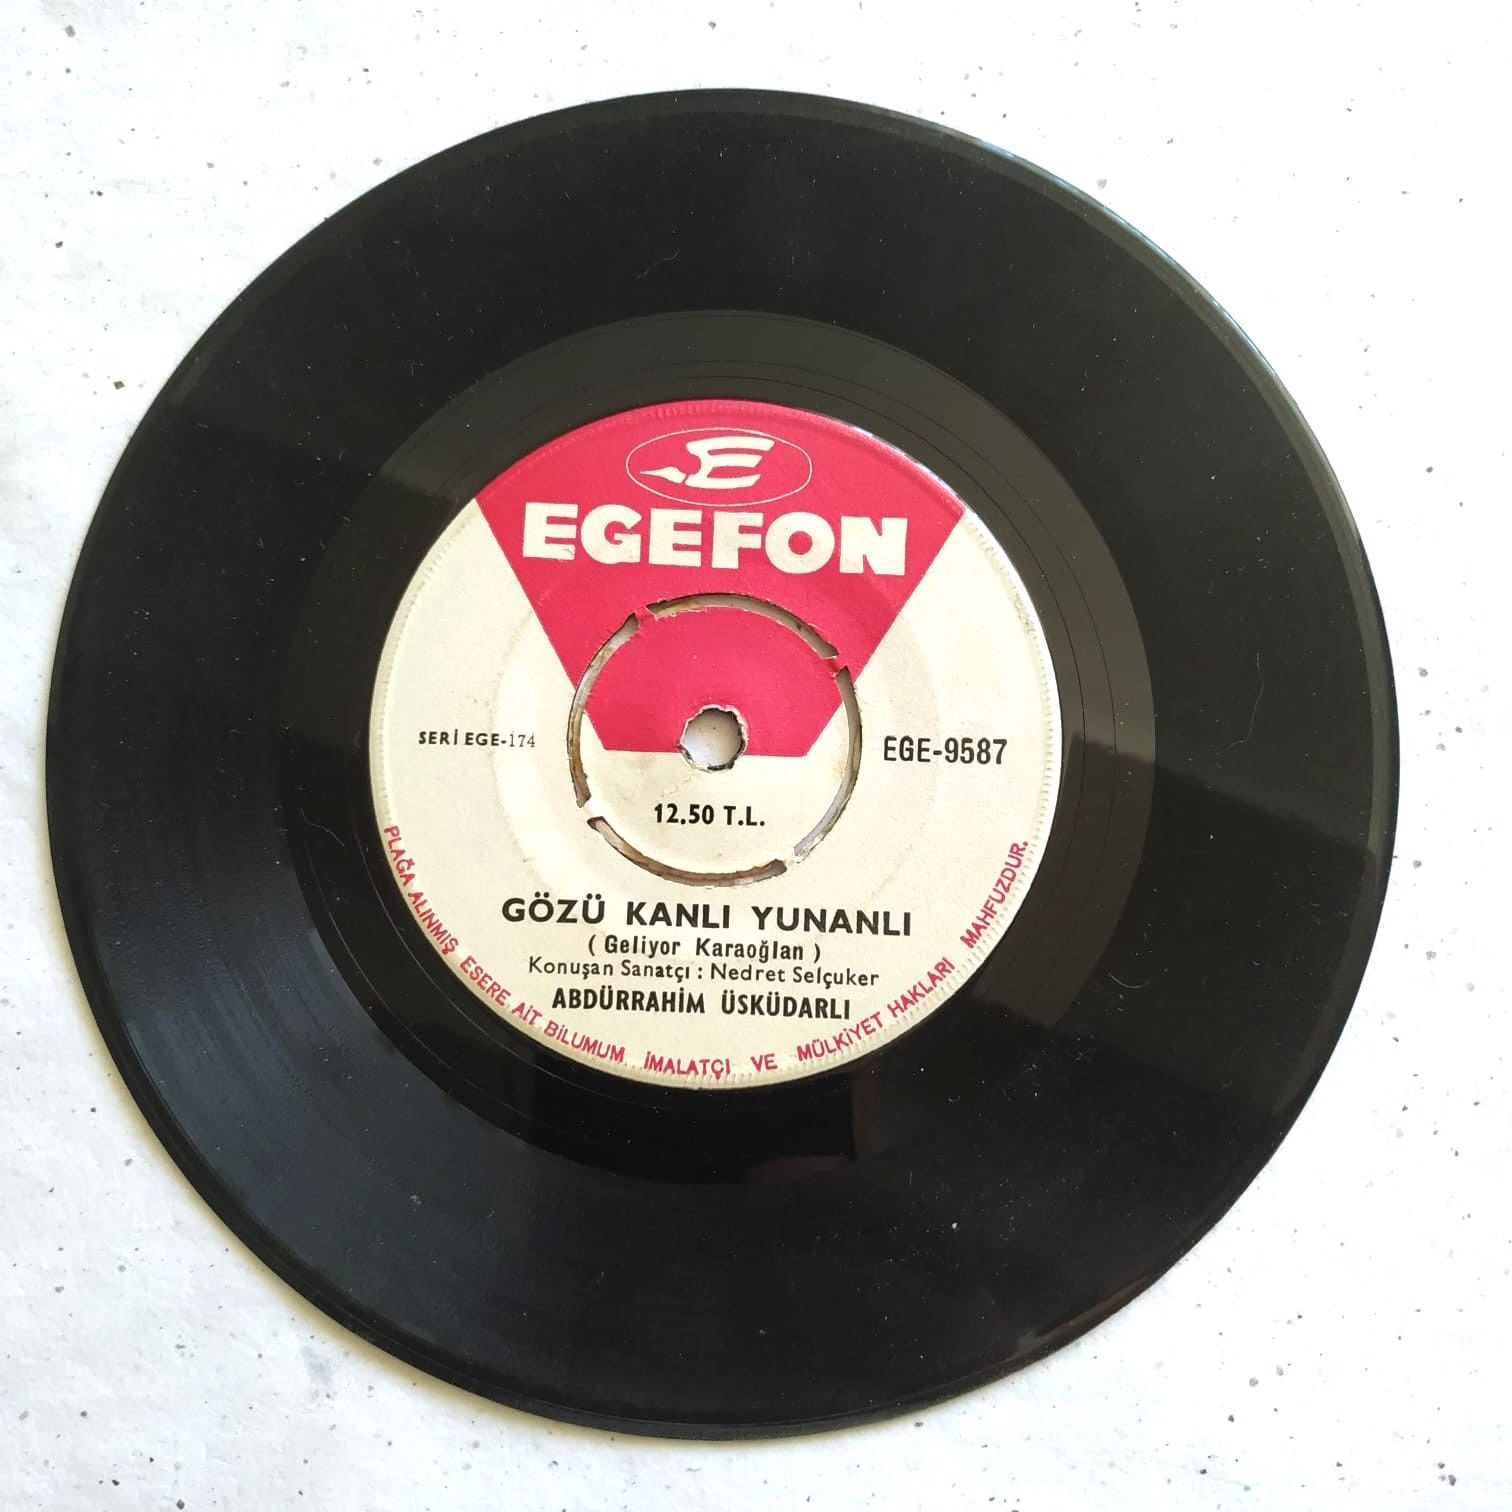 E
EGEFON
SERİ EGE-174
EGE-9587
12.50 T.L.
GÖZÜ KANLI YUNANLI
(Geliyor Karaoğlan)
Konuşan Sanatçı : Nedret Selçuker
ABDÜRRAHİM ÜSKÜDARLI
PLAĞA ALINMIŞ ESERE AİT BİLUMUM İMALATÇI VE MÜLKİYET HAKLARI MAHFUZDUR.